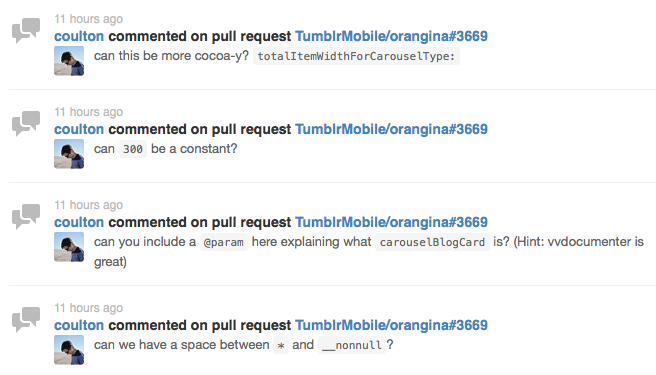 11 hours ago
coulton commented on pull request TumblrMobile/orangina#3669
can this be more cocoa-y? totalItemWidthForCarouselType:
11 hours ago
coulton commented on pull request TumblrMobile/orangina#3669
can 300 be a constant?
11 hours ago
coulton commented on pull request TumblrMobile/orangina#3669
can you include a @param here explaining what carouselBlogCard is? (Hint: vvdocumenter is
great)
11 hours ago
coulton commented on pull request TumblrMobile/orangina#3669
can we have a space between * and __nonnull?